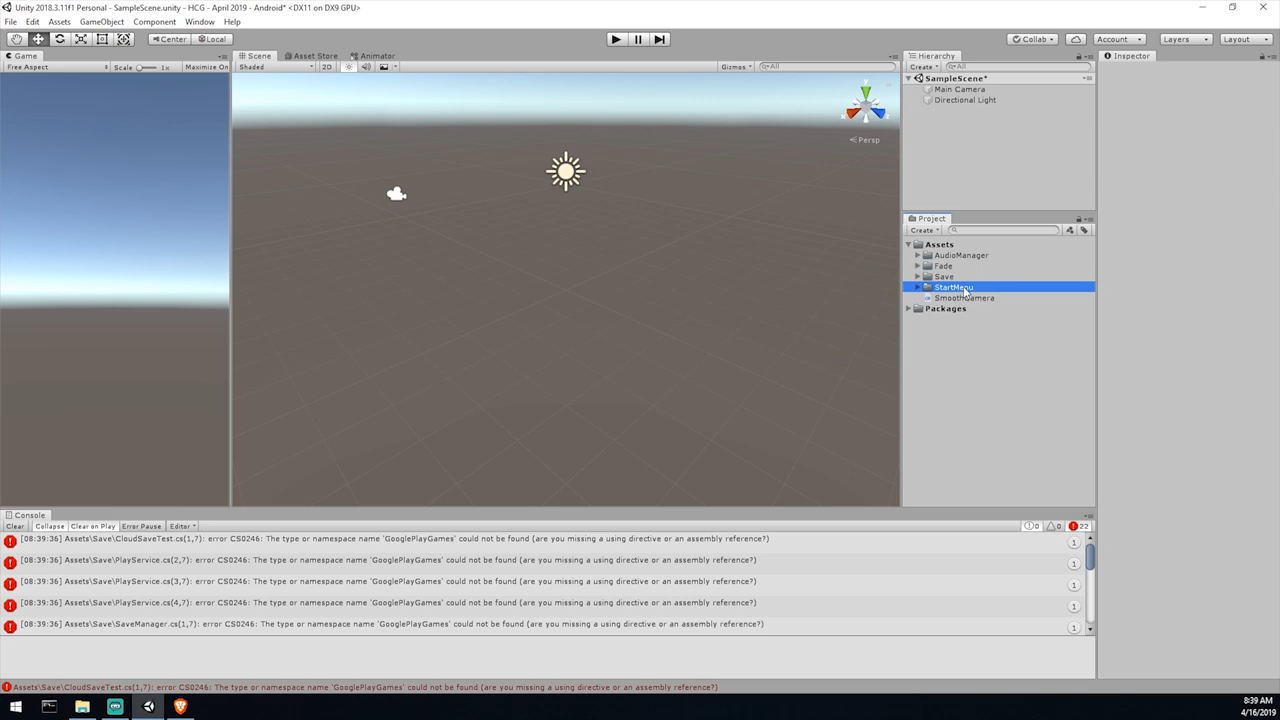 Unity 2018.3.11f1 Personal - SampleScene.unity - HCG - April 2019 - Android* <DX11 on DX9 GPU>
File Edit Assets GameObject Component Window Help
Center Local Collab Account Layers Layout
Game Scene Asset Store Animator Hierarchy Inspector
Free Aspect Scale 1x Maximize On Shaded 2D Gizmos All Create All
SampleScene*
Main Camera
Directional Light
Persp
Project
Create
Assets
AudioManager
Fade
Save
StartMenu
SmoothCamera
Packages
Console
Clear Collapse Clear on Play Error Pause Editor 0 0 22
[08:39:36] Assets\Save\CloudSaveTest.cs(1,7): error CS0246: The type or namespace name 'GooglePlayGames' could not be found (are you missing a using directive or an assembly reference?) 1
[08:39:36] Assets\Save\PlayService.cs(2,7): error CS0246: The type or namespace name 'GooglePlayGames' could not be found (are you missing a using directive or an assembly reference?) 1
[08:39:36] Assets\Save\PlayService.cs(3,7): error CS0246: The type or namespace name 'GooglePlayGames' could not be found (are you missing a using directive or an assembly reference?) 1
[08:39:36] Assets\Save\PlayService.cs(4,7): error CS0246: The type or namespace name 'GooglePlayGames' could not be found (are you missing a using directive or an assembly reference?) 1
[08:39:36] Assets\Save\SaveManager.cs(1,7): error CS0246: The type or namespace name 'GooglePlayGames' could not be found (are you missing a using directive or an assembly reference?) 1
Assets\Save\CloudSaveTest.cs(1,7): error CS0246: The type or namespace name 'GooglePlayGames' could not be found (are you missing a using directive or an assembly reference?)
8:39 AM
4/16/2019